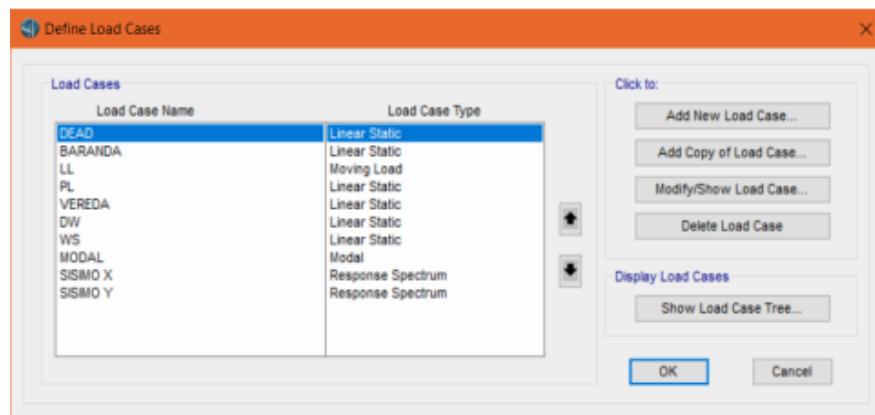 Define Load Cases
Load Cases
Click to:
Load Case Name Load Case Type
DEAD Linear Static
BARANDA Linear Static
LL Moving Load
PL Linear Static
VEREDA Linear Static
DW Linear Static
WS Linear Static
MODAL Modal
SISIMO X Response Spectrum
SISIMO Y Response Spectrum
Add New Load Case...
Add Copy of Load Case...
Modify/Show Load Case...
Delete Load Case
Display Load Cases
Show Load Case Tree...
OK Cancel